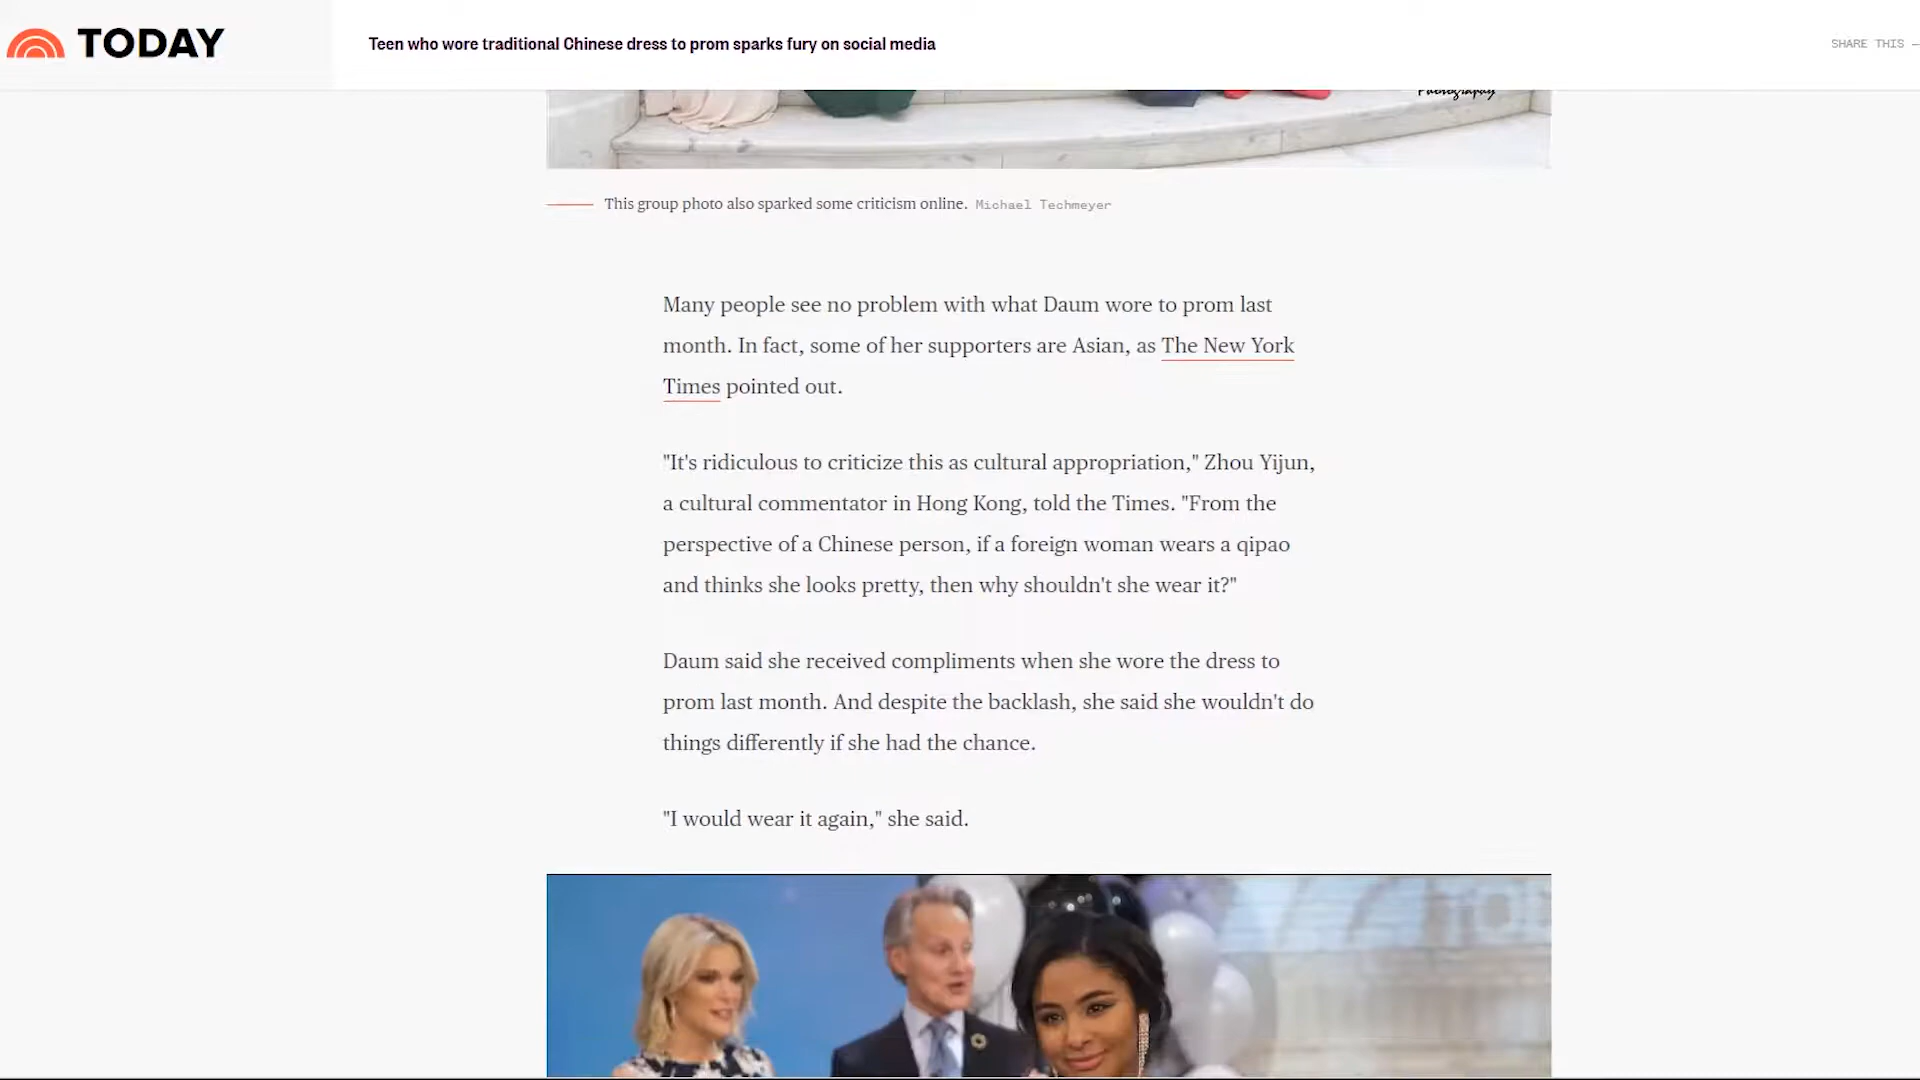 TODAY
Teen who wore traditional Chinese dress to prom sparks fury on social media
SHARE THIS —
Photography
This group photo also sparked some criticism online. Michael Techmeyer
Many people see no problem with what Daum wore to prom last
month. In fact, some of her supporters are Asian, as The New York
Times pointed out.
"It's ridiculous to criticize this as cultural appropriation," Zhou Yijun,
a cultural commentator in Hong Kong, told the Times. "From the
perspective of a Chinese person, if a foreign woman wears a qipao
and thinks she looks pretty, then why shouldn't she wear it?"
Daum said she received compliments when she wore the dress to
prom last month. And despite the backlash, she said she wouldn't do
things differently if she had the chance.
"I would wear it again," she said.